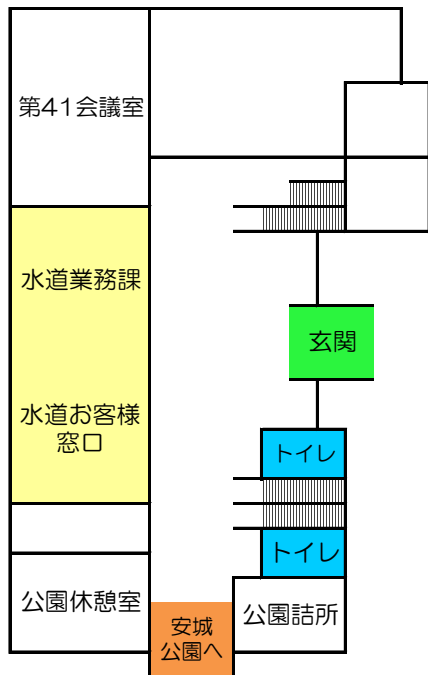 第41会議室
水道業務課
玄関
水道お客様
窓口
トイレ
トイレ
公園休憩室
公園詰所
安城
公園へ